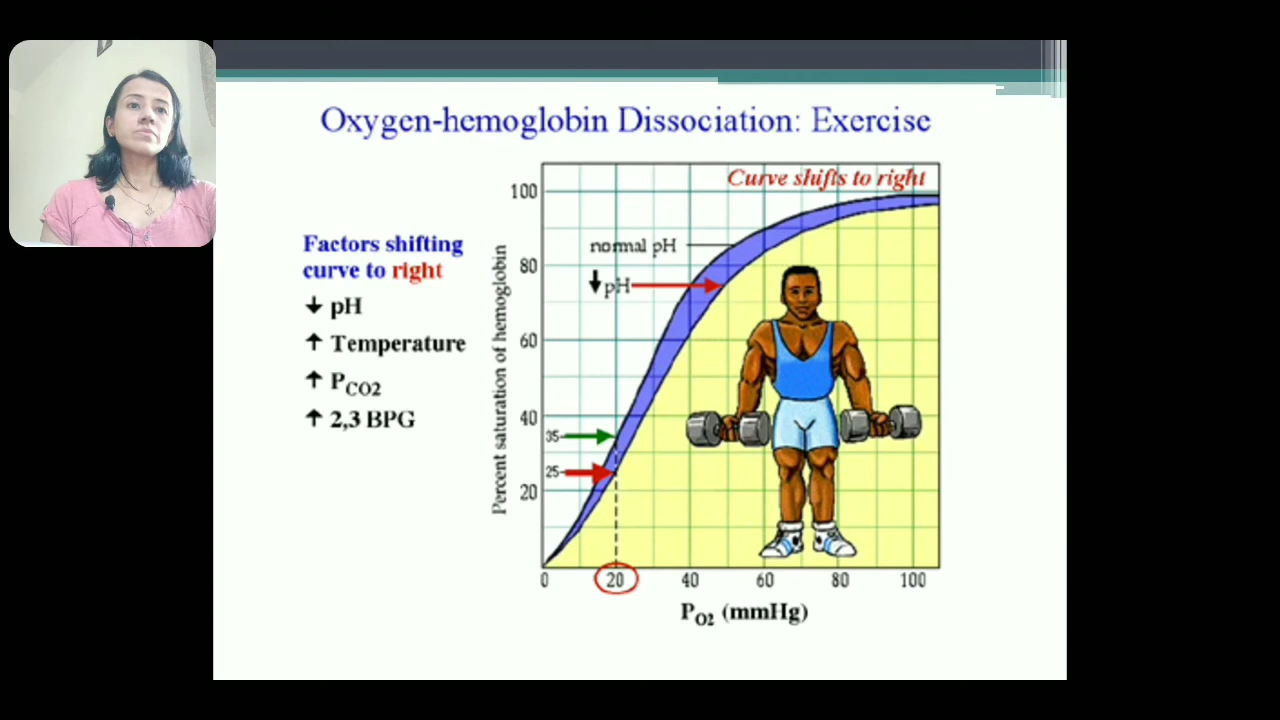 Oxygen-hemoglobin Dissociation: Exercise
Factors shifting
curve to right
↓ pH
↑ Temperature
↑ PCO2
↑ 2,3 BPG
Percent saturation of hemoglobin
Curve shifts to right
100
normal pH
80
↓ pH
60
40
35
25
20
0 20 40 60 80 100
PO2 (mmHg)